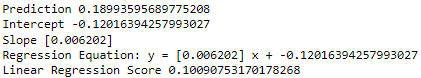 Prediction 0.18993595689775208
Intercept -0.12016394257993027
Slope [0.006202]
Regression Equation: y = [0.006202] x + -0.12016394257993027
Linear Regression Score 0.10090753170178268